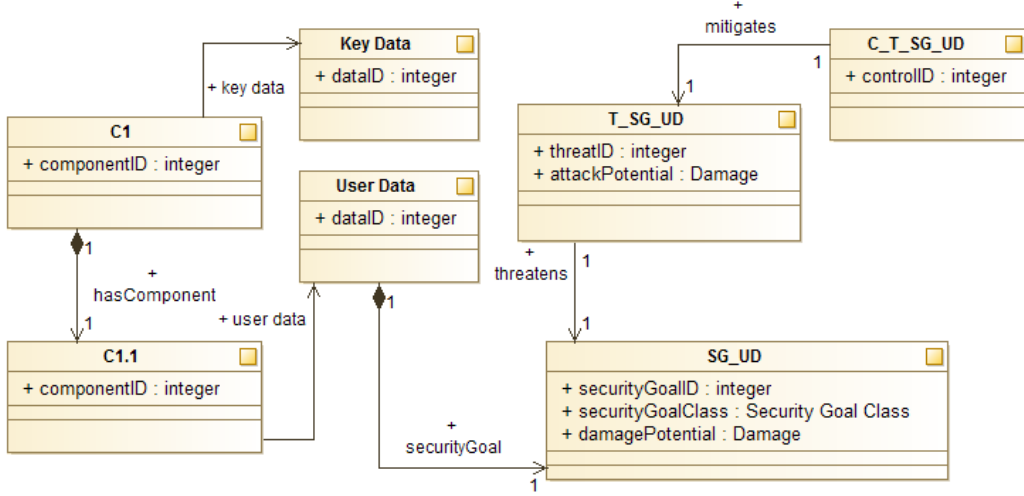 Key Data
+ dataID : integer
+
mitigates
1
1
C_T_SG_UD
+ controlID : integer
+ key data
C1
+ componentID : integer
T_SG_UD
+ threatID : integer
+ attackPotential : Damage
User Data
+ dataID : integer
1
+
hasComponent
1
+ user data
+
threatens
1
1
1
C1.1
+ componentID : integer
SG_UD
+ securityGoalID : integer
+ securityGoalClass : Security Goal Class
+ damagePotential : Damage
+
securityGoal
1